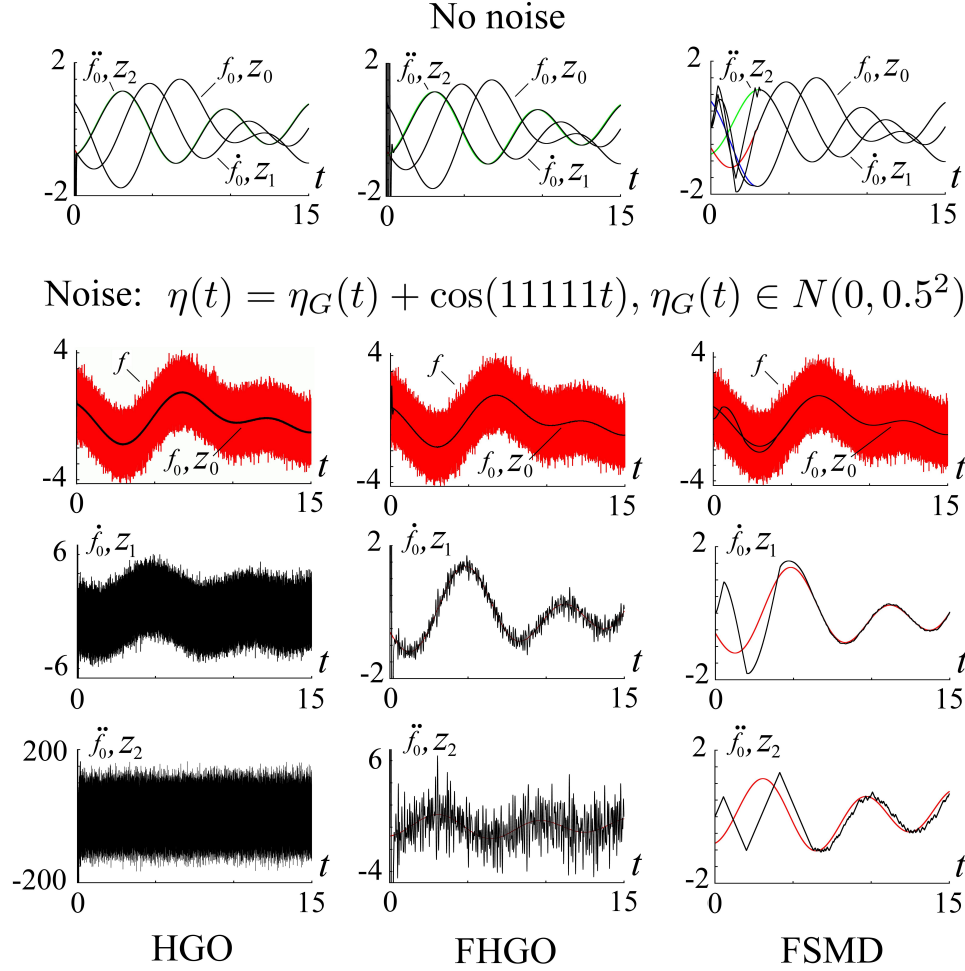 No noise
2
f̈₀, z₂
f₀, z₀
ḟ₀, z₁
-2
0
t
15
2
f̈₀, z₂
f₀, z₀
ḟ₀, z₁
-2
0
t
15
2
f̈₀, z₂
f₀, z₀
ḟ₀, z₁
-2
0
t
15
Noise: η(t) = η_G(t) + cos(11111t), η_G(t) ∈ N(0, 0.5²)
4
f
f₀, z₀
-4
0
t
15
4
f
f₀, z₀
-4
0
t
15
4
f
f₀, z₀
-4
0
t
15
6
ḟ₀, z₁
-6
0
t
15
2
ḟ₀, z₁
-2
0
t
15
2
ḟ₀, z₁
-2
0
t
15
200
f̈₀, z₂
-200
0
t
15
6
f̈₀, z₂
-4
0
t
15
2
f̈₀, z₂
-2
0
t
15
HGO
FHGO
FSMD